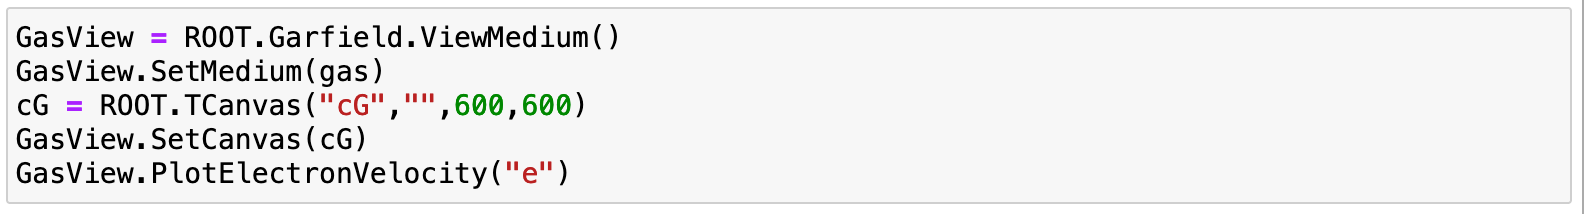 GasView = ROOT.Garfield.ViewMedium()
GasView.SetMedium(gas)
cG = ROOT.TCanvas("cG","",600,600)
GasView.SetCanvas(cG)
GasView.PlotElectronVelocity("e")